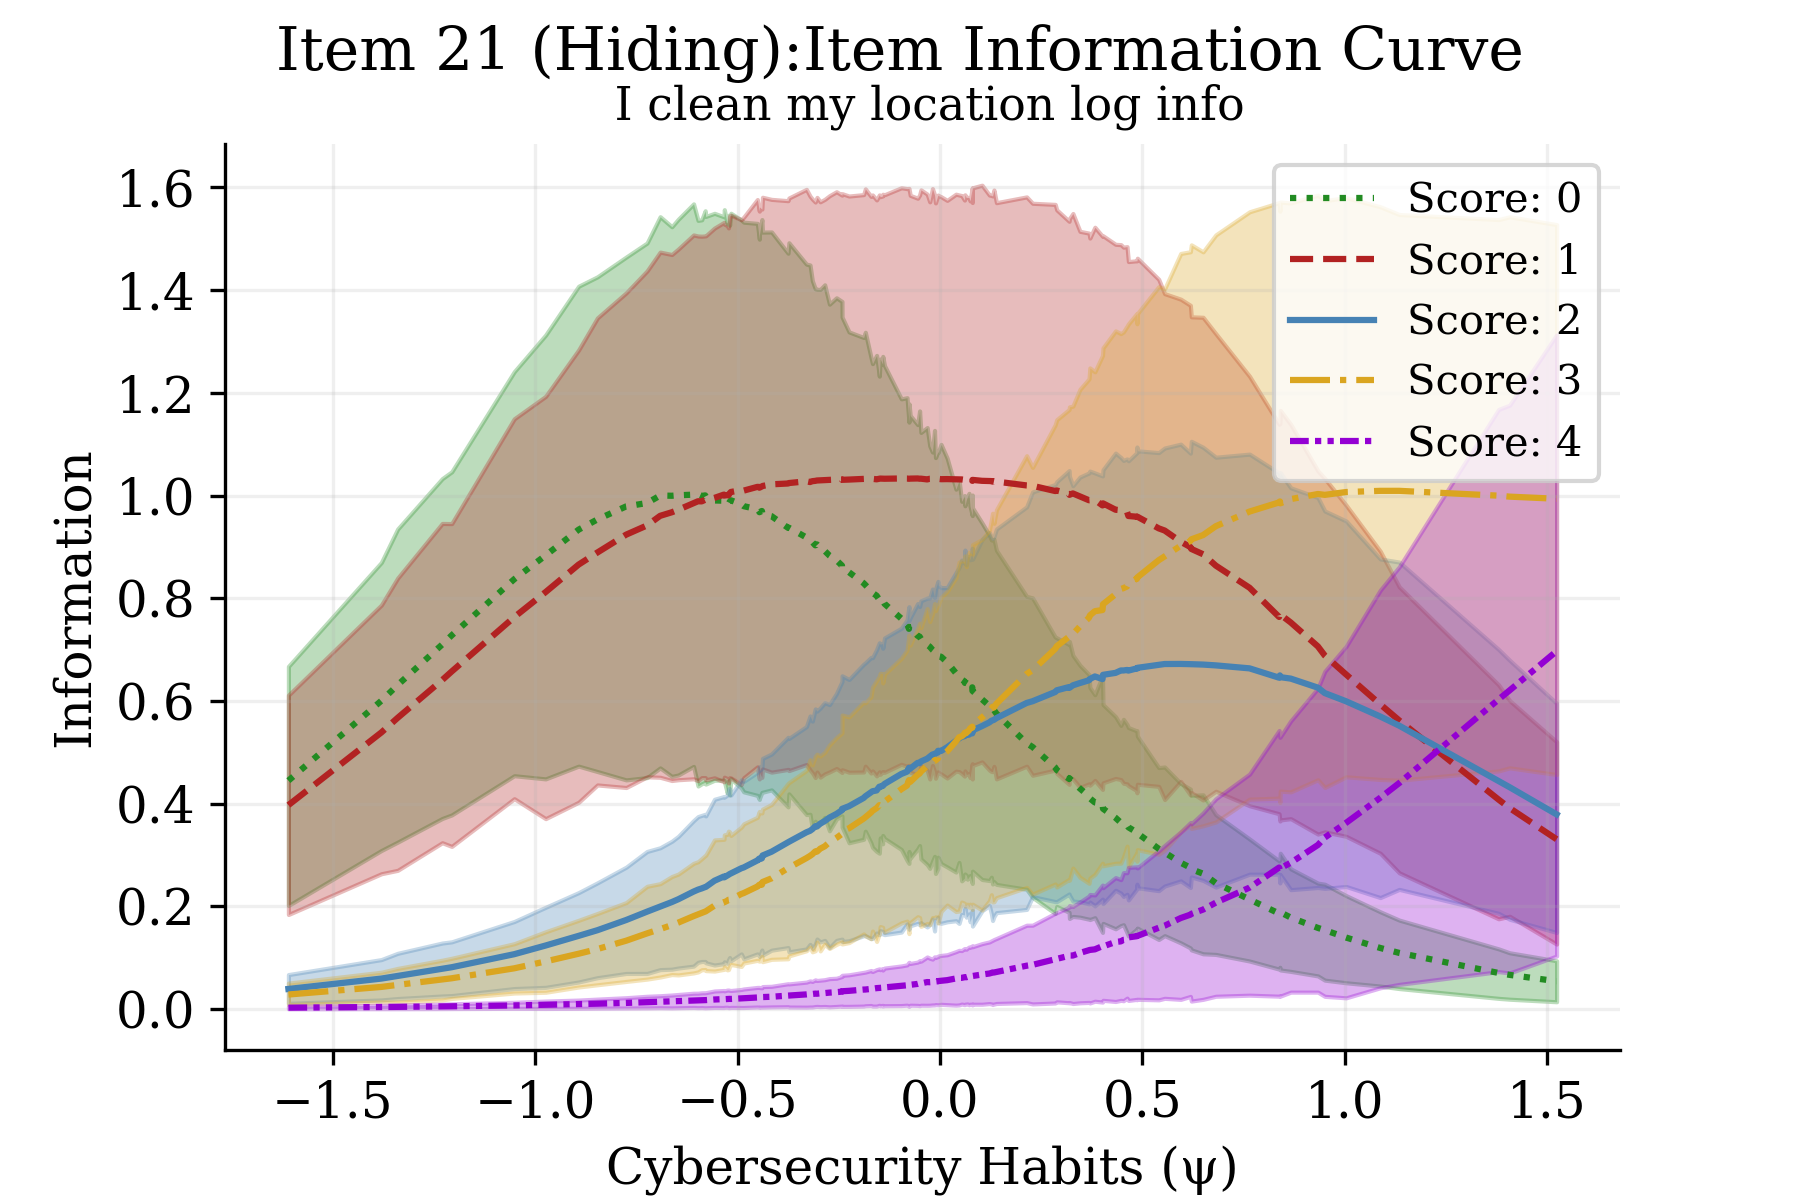 Item 21 (Hiding):Item Information Curve
I clean my location log info
Score: 0
Score: 1
Score: 2
Score: 3
Score: 4
Information
1.6
1.4
1.2
1.0
0.8
0.6
0.4
0.2
0.0
−1.5 −1.0 −0.5 0.0 0.5 1.0 1.5
Cybersecurity Habits (ψ)